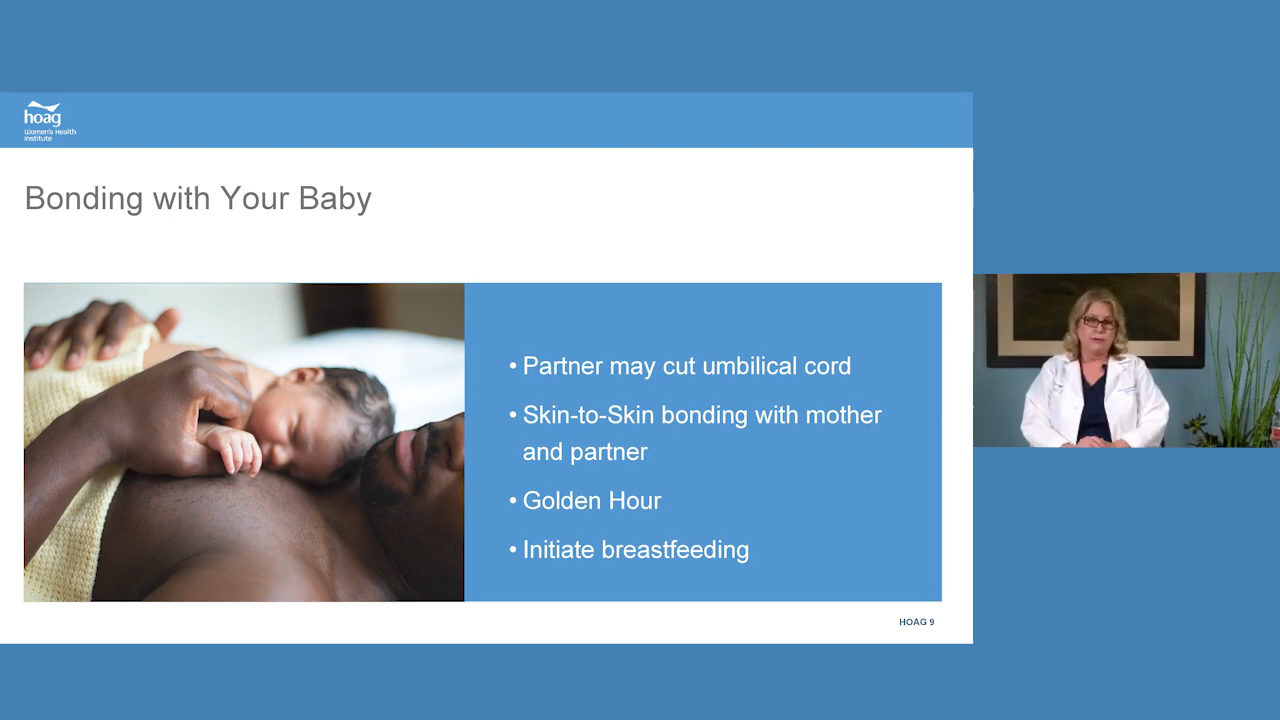 hoag
Women's Health
Institute
Bonding with Your Baby
• Partner may cut umbilical cord
• Skin-to-Skin bonding with mother
and partner
• Golden Hour
• Initiate breastfeeding
HOAG 9